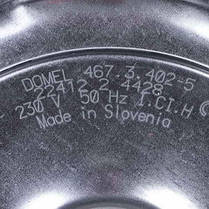 DOMEL 467.3.402-5
22412 2 4428
230 V 50 Hz I.CI.H
Made in Slovenia